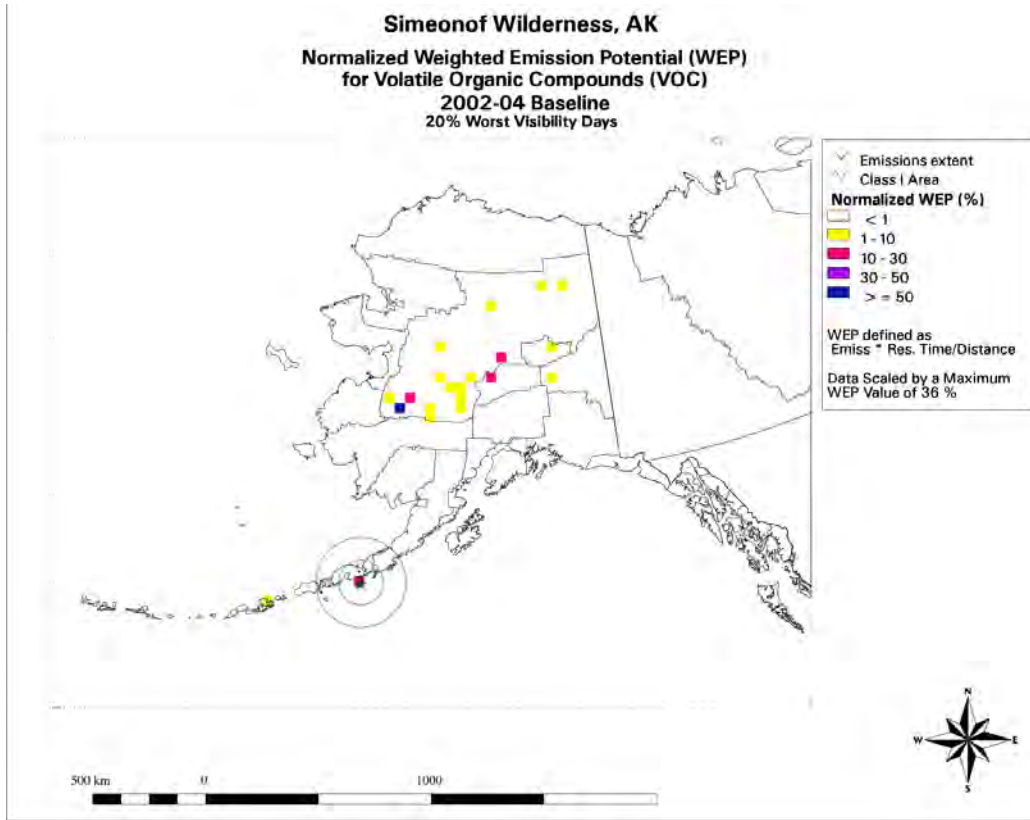 Simeonof Wilderness, AK
Normalized Weighted Emission Potential (WEP)
for Volatile Organic Compounds (VOC)
2002-04 Baseline
20% Worst Visibility Days
Emissions extent
Class I Area
Normalized WEP (%)
< 1
1 - 10
10 - 30
30 - 50
> = 50
WEP defined as
Emiss * Res. Time/Distance
Data Scaled by a Maximum
WEP Value of 36 %
N
W E
S
500 km 0 1000